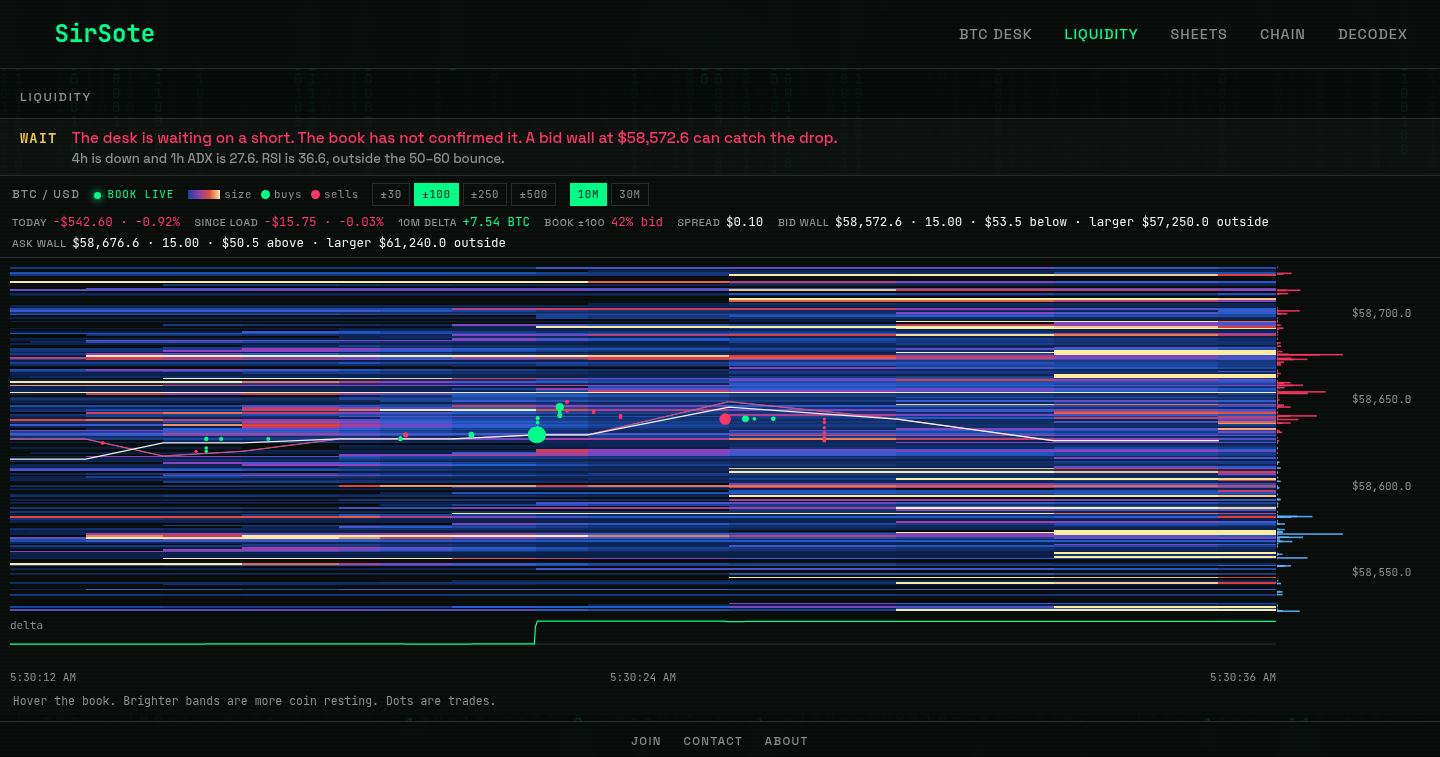 SirSote
BTC DESK LIQUIDITY SHEETS CHAIN DECODEX
LIQUIDITY
WAIT The desk is waiting on a short. The book has not confirmed it. A bid wall at $58,572.6 can catch the drop.
4h is down and 1h ADX is 27.6. RSI is 36.6, outside the 50–60 bounce.
BTC / USD BOOK LIVE size buys sells ±30 ±100 ±250 ±500 10M 30M
TODAY -$542.60 · -0.92% SINCE LOAD -$15.75 · -0.03% 10M DELTA +7.54 BTC BOOK ±100 42% bid SPREAD $0.10 BID WALL $58,572.6 · 15.00 · $53.5 below · larger $57,250.0 outside
ASK WALL $58,676.6 · 15.00 · $50.5 above · larger $61,240.0 outside
$58,700.0
$58,650.0
$58,600.0
$58,550.0
delta
5:30:12 AM 5:30:24 AM 5:30:36 AM
Hover the book. Brighter bands are more coin resting. Dots are trades.
JOIN CONTACT ABOUT